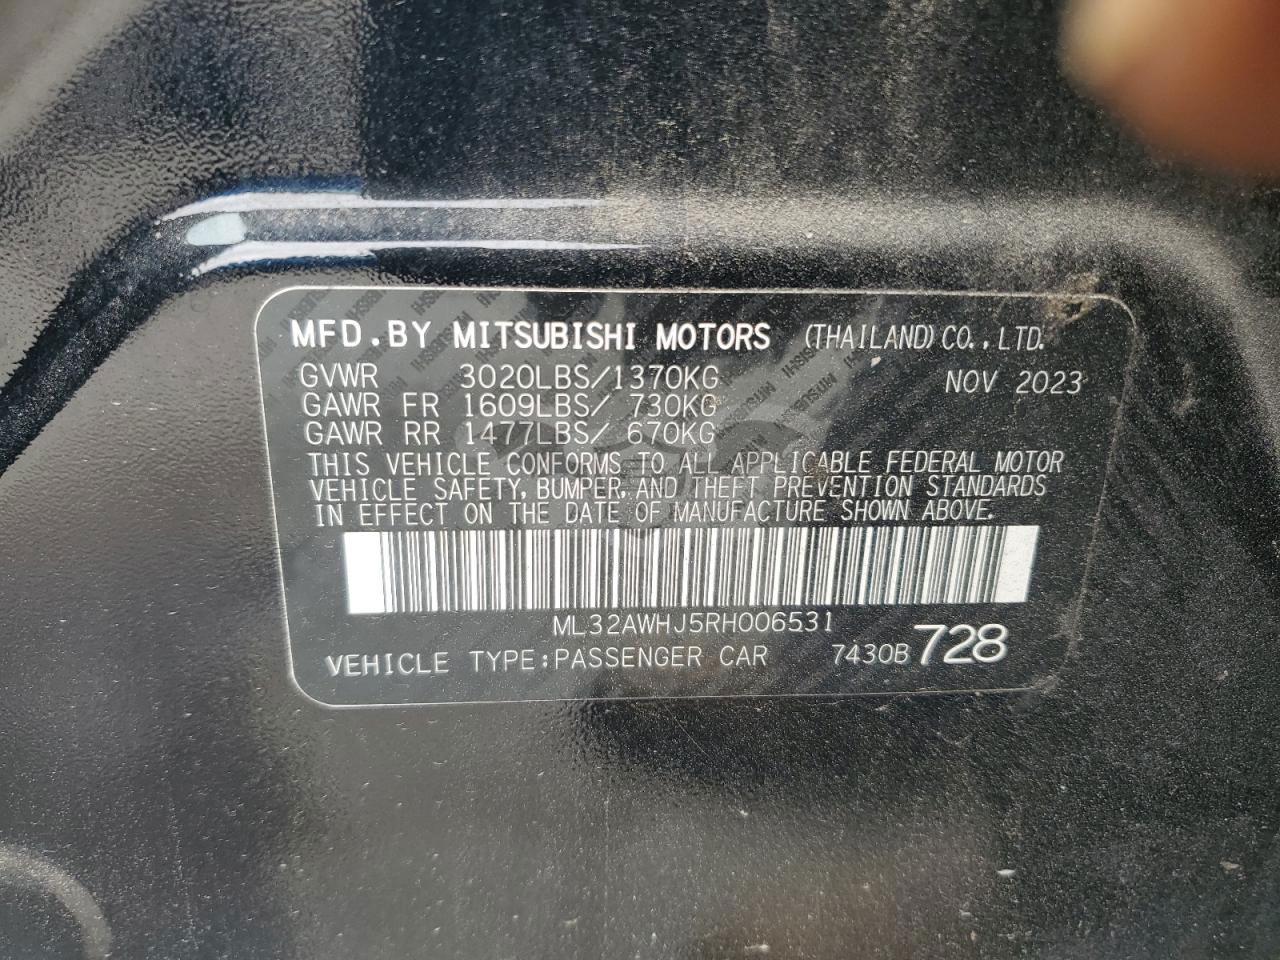 MFD.BY MITSUBISHI MOTORS (THAILAND) CO.,LTD.
GVWR 3020LBS/1370KG NOV 2023
GAWR FR 1609LBS/ 730KG
GAWR RR 1477LBS/ 670KG
THIS VEHICLE CONFORMS TO ALL APPLICABLE FEDERAL MOTOR
VEHICLE SAFETY, BUMPER, AND THEFT PREVENTION STANDARDS
IN EFFECT ON THE DATE OF MANUFACTURE SHOWN ABOVE.
ML32AWHJ5RH006531
VEHICLE TYPE:PASSENGER CAR 7430B 728